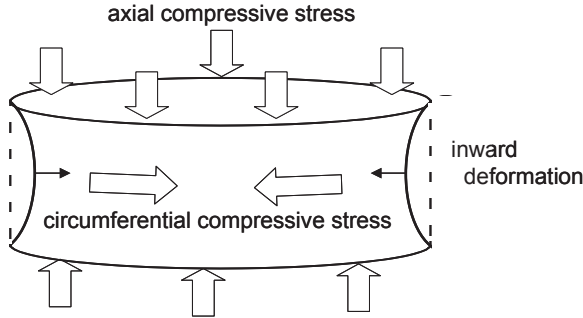 axial compressive stress
inward
deformation
circumferential compressive stress